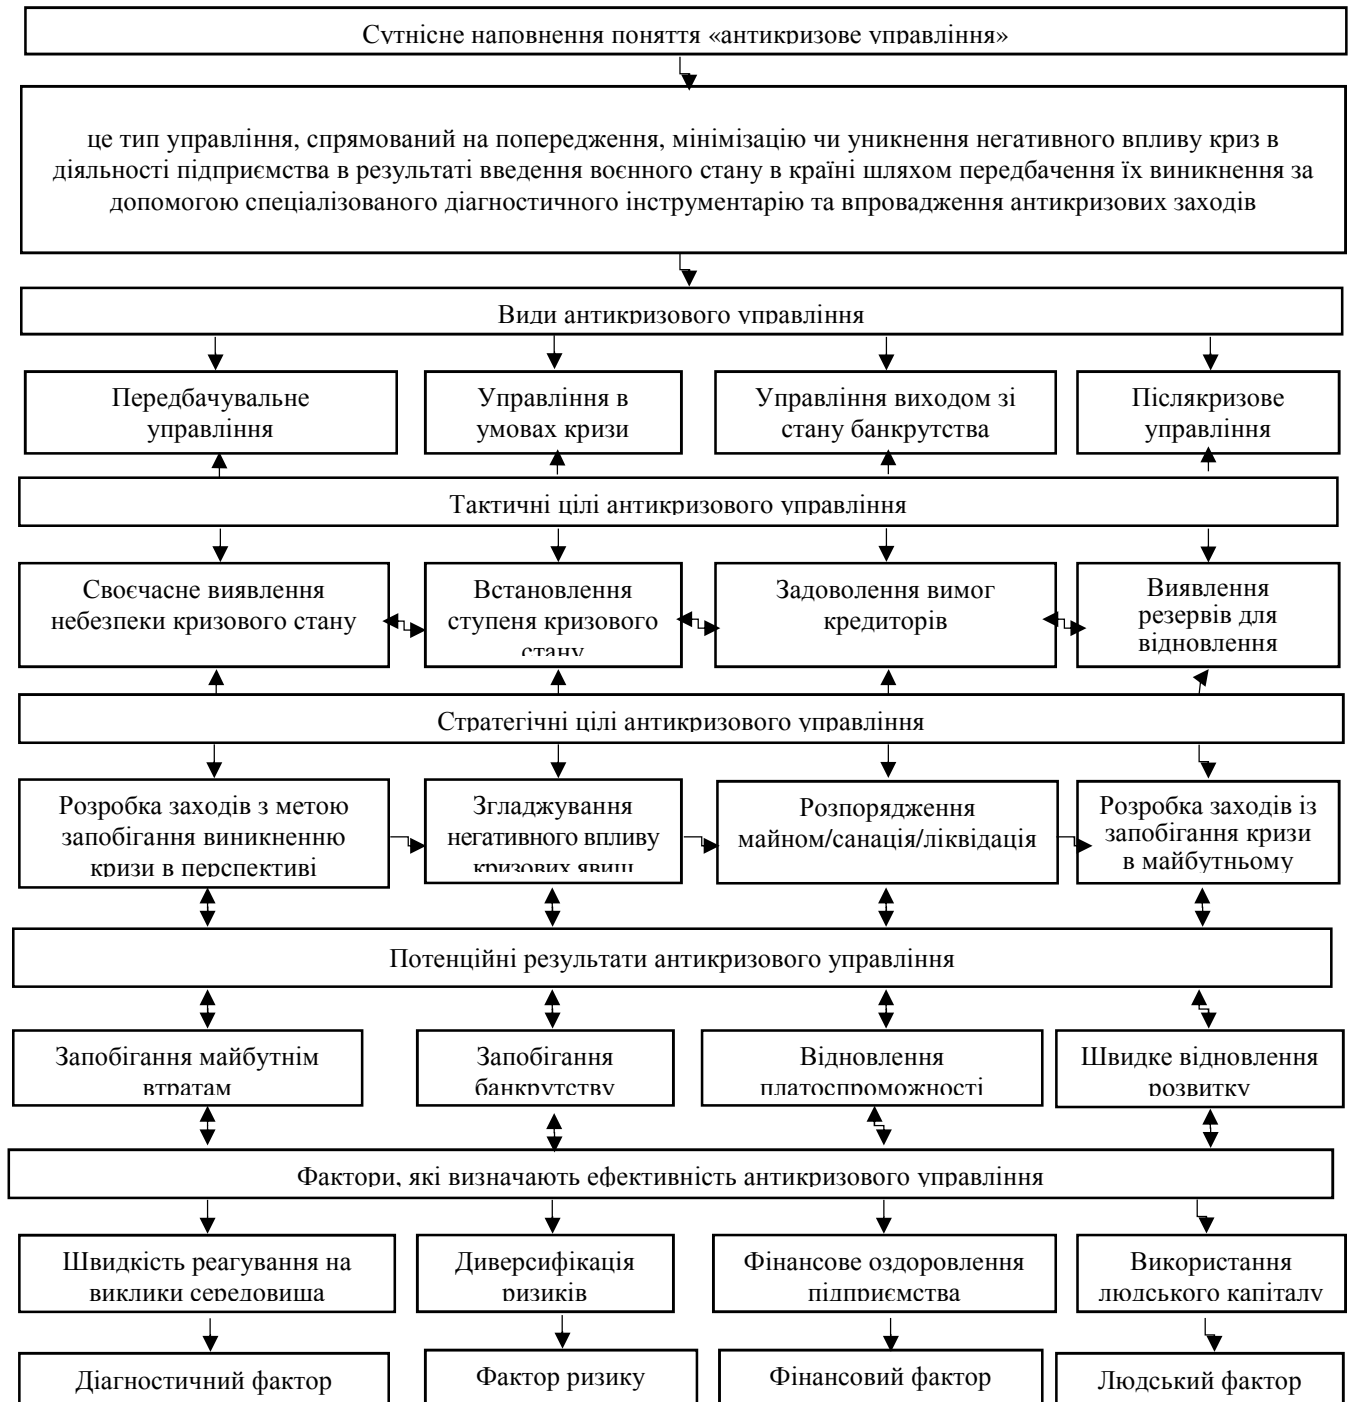 Сутнісне наповнення поняття «антикризове управління»
це тип управління, спрямований на попередження, мінімізацію чи уникнення негативного впливу криз в
діяльності підприємства в результаті введення воєнного стану в країні шляхом передбачення їх виникнення за
допомогою спеціалізованого діагностичного інструментарію та впровадження антикризових заходів
Види антикризового управління
Передбачувальне
управління
Управління в
умовах кризи
Управління виходом зі
стану банкрутства
Післякризове
управління
Тактичні цілі антикризового управління
Своєчасне виявлення
небезпеки кризового стану
Встановлення
ступеня кризового
стану
Задоволення вимог
кредиторів
Виявлення
резервів для
відновлення
Стратегічні цілі антикризового управління
Розробка заходів з метою
запобігання виникненню
кризи в перспективі
Згладжування
негативного впливу
кризових явищ
Розпорядження
майном/санація/ліквідація
Розробка заходів із
запобігання кризи
в майбутньому
Потенційні результати антикризового управління
Запобігання майбутнім
втратам
Запобігання
банкрутству
Відновлення
платоспроможності
Швидке відновлення
розвитку
Фактори, які визначають ефективність антикризового управління
Швидкість реагування на
виклики середовища
Диверсифікація
ризиків
Фінансове оздоровлення
підприємства
Використання
людського капіталу
Діагностичний фактор
Фактор ризику
Фінансовий фактор
Людський фактор